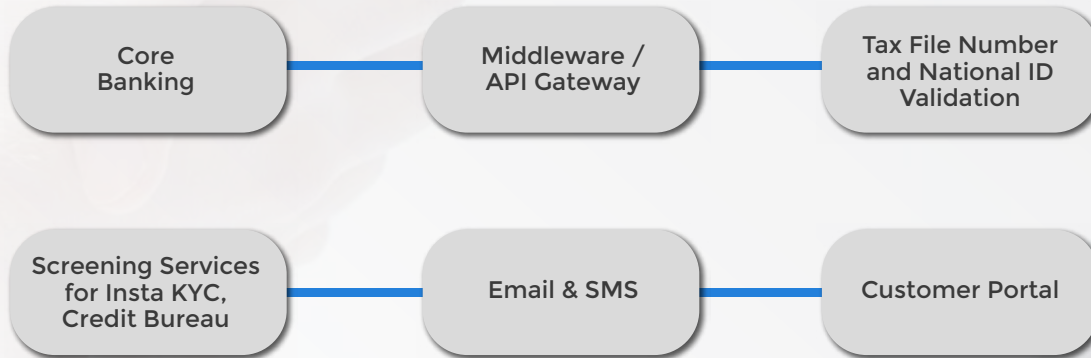 Core
Banking
Middleware /
API Gateway
Tax File Number
and National ID
Validation
Screening Services
for Insta KYC,
Credit Bureau
Email & SMS
Customer Portal